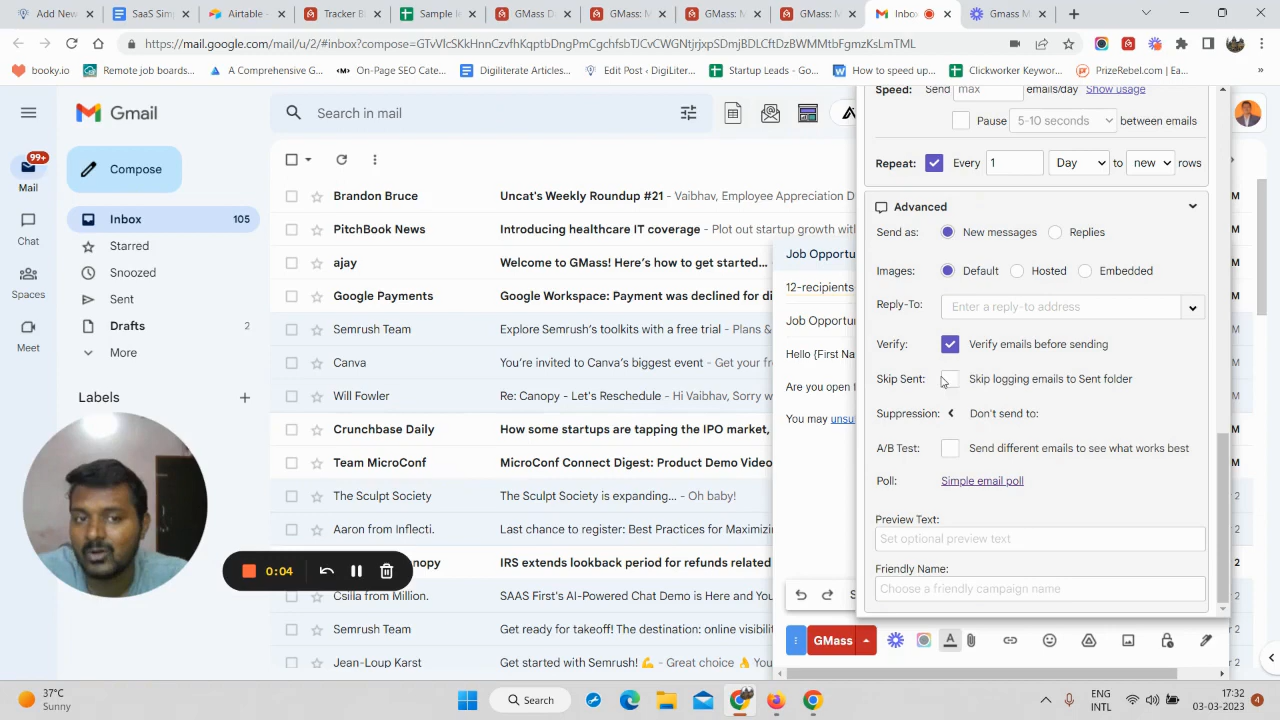 Add New
SaaS Sim
Airtable -
Tracker B
Sample le
GMass D
GMass:
GMass: M
GMass: M
Inbo
Gmass M
https://mail.google.com/mail/u/2/#inbox?compose=
booky.io
Remote job boards...
A Comprehensive...
On-Page SEO Cate...
Digiliterate Articles...
Edit Post ‹ DigiLiter...
Startup Leads - Go...
Clickworker Keywor...
How to speed up...
PrizeRebel.com | Ea...
99+
Mail
Chat
Spaces
Meet
Gmail
Search in mail
Compose
Inbox 105
Starred
Snoozed
Sent
Drafts 2
More
Labels
Brandon Bruce Uncat's Weekly Roundup #21 - Vaibhav, Employee Appreciation D
PitchBook News Introducing healthcare IT coverage - Plot out startup growth with
ajay Welcome to GMass! Here's how to get started...
Google Payments Google Workspace: Payment was declined for di
Semrush Team Explore Semrush's toolkits with a free trial - Plans &
Canva You're invited to Canva's biggest event - Get your fr
Will Fowler Re: Canopy - Let's Reschedule - Hi Vaibhav, Sorry w
Crunchbase Daily How some startups are tapping the IPO market,
Team MicroConf MicroConf Connect Digest: Product Demo Video
The Sculpt Society The Sculpt Society is expanding... - Oh baby!
Aaron from Inflecti. Last chance to register: Best Practices for Maximizing
nopy IRS extends lookback period for refunds related
Csilla from Million. SAAS First's AI-Powered Chat Demo is Here and You
Semrush Team Get ready for takeoff! The destination: online visibilit
Jean-Loup Karst Get started with Semrush! 💪 - Great choice 👌 You
0:04
Job Opportu
12-recipients
Job Opportun
Hello {First Na
Are you open t
You may unsu
Speed: Send max emails/day Show usage
Pause 5-10 seconds between emails
Repeat: Every 1 Day to new rows
Advanced
Send as: New messages Replies
Images: Default Hosted Embedded
Reply-To: Enter a reply-to address
Verify: Verify emails before sending
Skip Sent: Skip logging emails to Sent folder
Suppression: Don't send to:
A/B Test: Send different emails to see what works best
Poll: Simple email poll
Preview Text:
Set optional preview text
Friendly Name:
Choose a friendly campaign name
GMass
37°C
Sunny
Search
ENG
INTL
17:32
03-03-2023
4